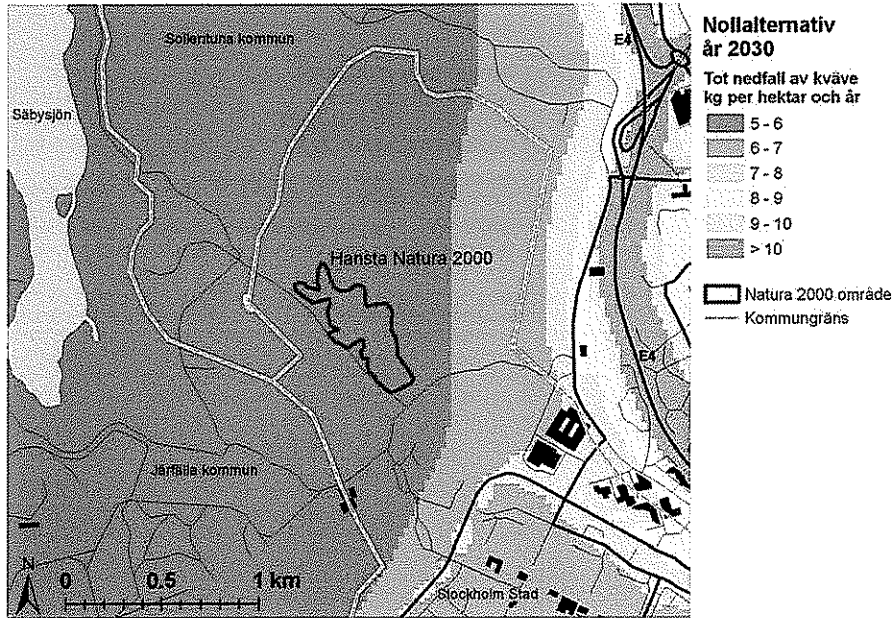 Sollentuna kommun
E4
Säbysjön
Hansta Natura 2000
E4
Järfälla kommun
N
0 0.5 1 km
Stockholm Stad
Nollalternativ
år 2030
Tot nedfall av kväve
kg per hektar och år
5 - 6
6 - 7
7 - 8
8 - 9
9 - 10
> 10
Natura 2000 område
Kommungräns